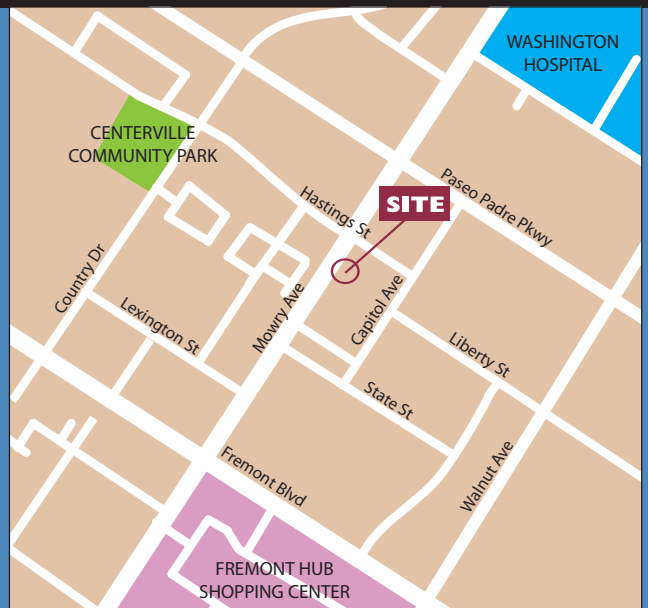 WASHINGTON
HOSPITAL
CENTERVILLE
COMMUNITY PARK
Paseo Padre Pkwy
SITE
Hastings St
Country Dr
Mowry Ave
Capitol Ave
Lexington St
Liberty St
State St
Walnut Ave
Fremont Blvd
FREMONT HUB
SHOPPING CENTER